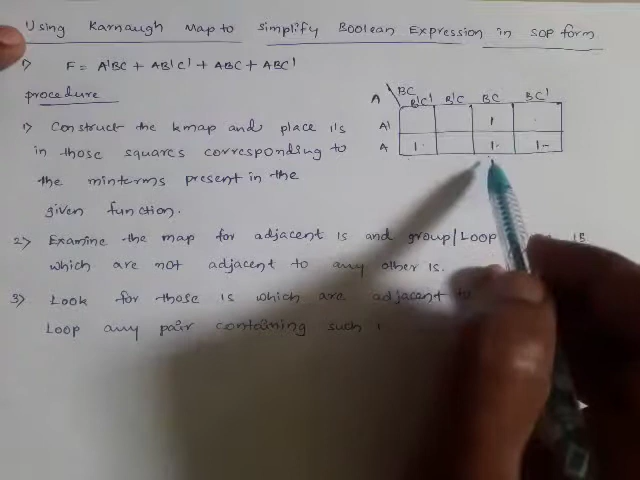 Using Karnaugh Map to simplify Boolean Expression in SOP form
1) F = A'BC + AB'C' + ABC + ABC'
procedure
A BC
B'C' B'C BC BC'
A' 1
A 1 1 1
1) Construct the kmap and place 1's
in those squares corresponding to
the minterms present in the
given function.
2) Examine the map for adjacent 1s and group/Loop 1s
which are not adjacent to any other 1s.
3) Look for those 1s which are adjacent to
Loop any pair containing such